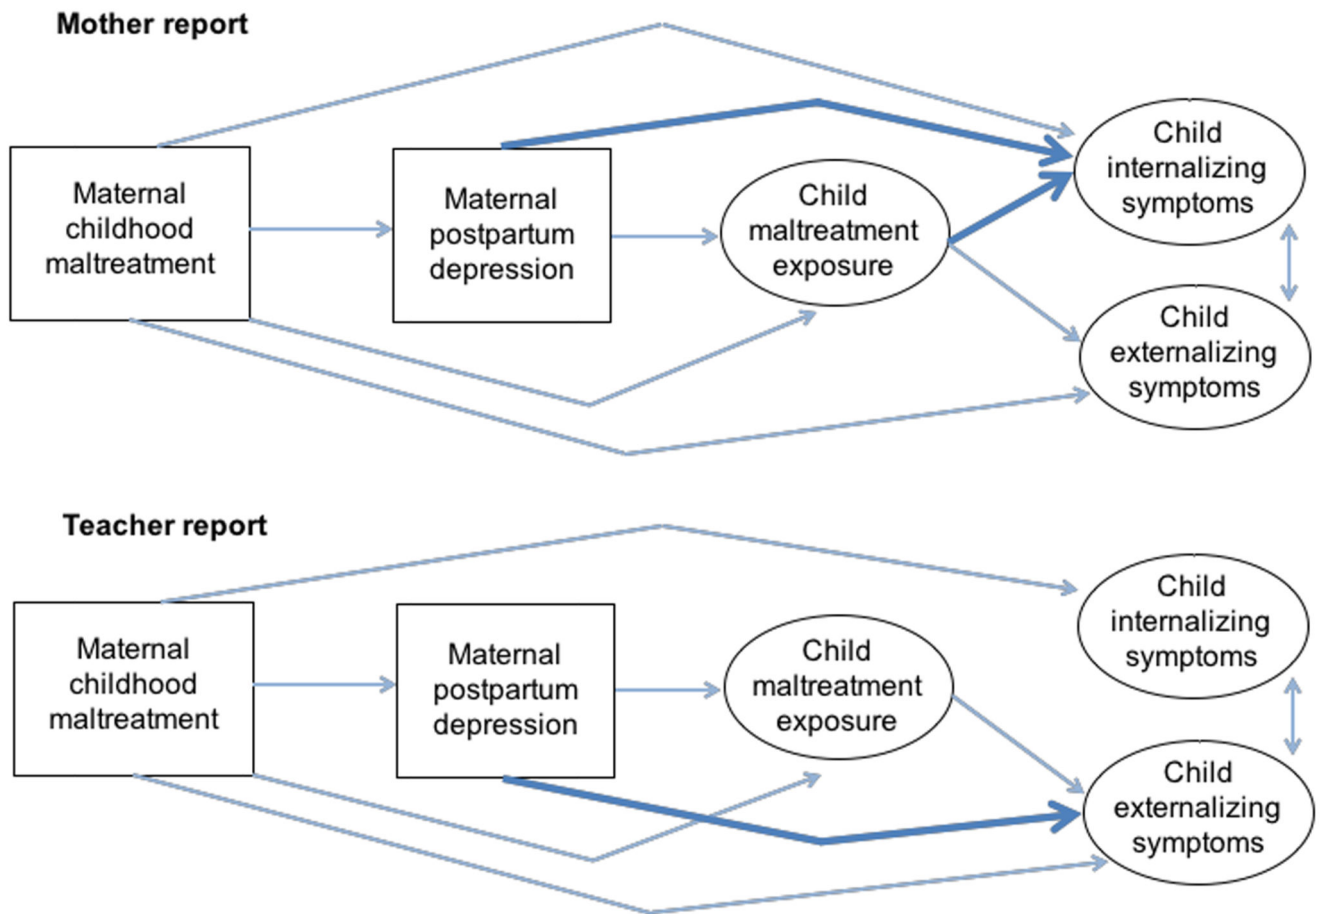 Mother report
Maternal
childhood
maltreatment
Maternal
postpartum
depression
Child
maltreatment
exposure
Child
internalizing
symptoms
Child
externalizing
symptoms
Teacher report
Maternal
childhood
maltreatment
Maternal
postpartum
depression
Child
maltreatment
exposure
Child
internalizing
symptoms
Child
externalizing
symptoms